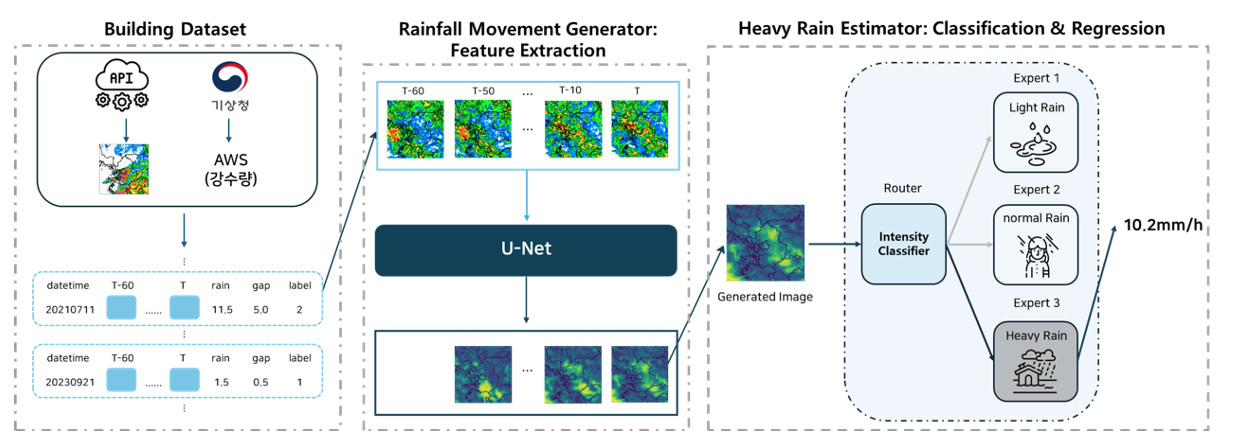 Building Dataset
API
기상청
AWS
(강수량)
⋮
datetime T-60 T rain gap label
20210711 ...... 11.5 5.0 2
⋮
datetime T-60 T rain gap label
20230921 ...... 1.5 0.5 1
⋮
Rainfall Movement Generator:
Feature Extraction
T-60 T-50 ... T-10 T
...
U-Net
...
Heavy Rain Estimator: Classification & Regression
Generated Image
Router
Intensity
Classifier
Expert 1
Light Rain
Expert 2
normal Rain
Expert 3
Heavy Rain
10.2mm/h